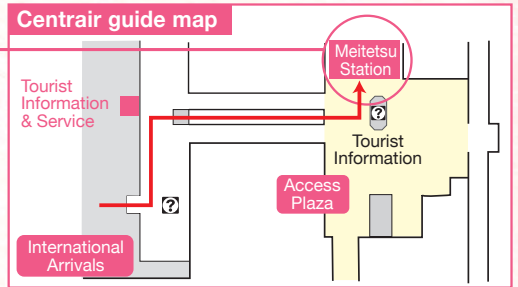 Centrair guide map
Meitetsu
Station
Tourist
Information
& Service
?
Tourist
Information
Access
Plaza
?
International
Arrivals